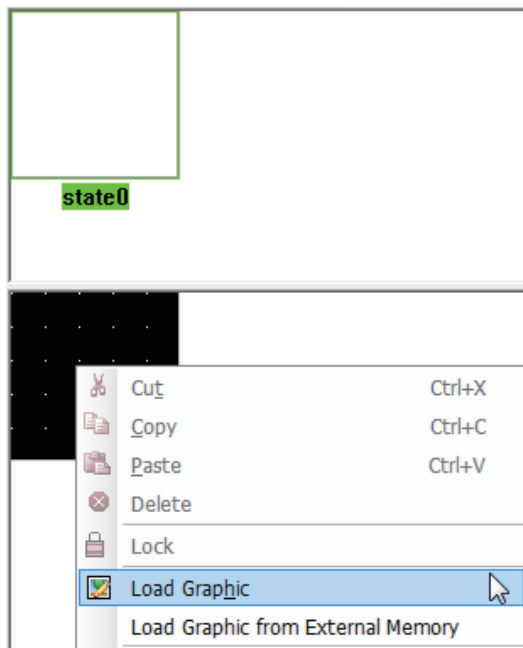 state0
Cut Ctrl+X
Copy Ctrl+C
Paste Ctrl+V
Delete
Lock
Load Graphic
Load Graphic from External Memory